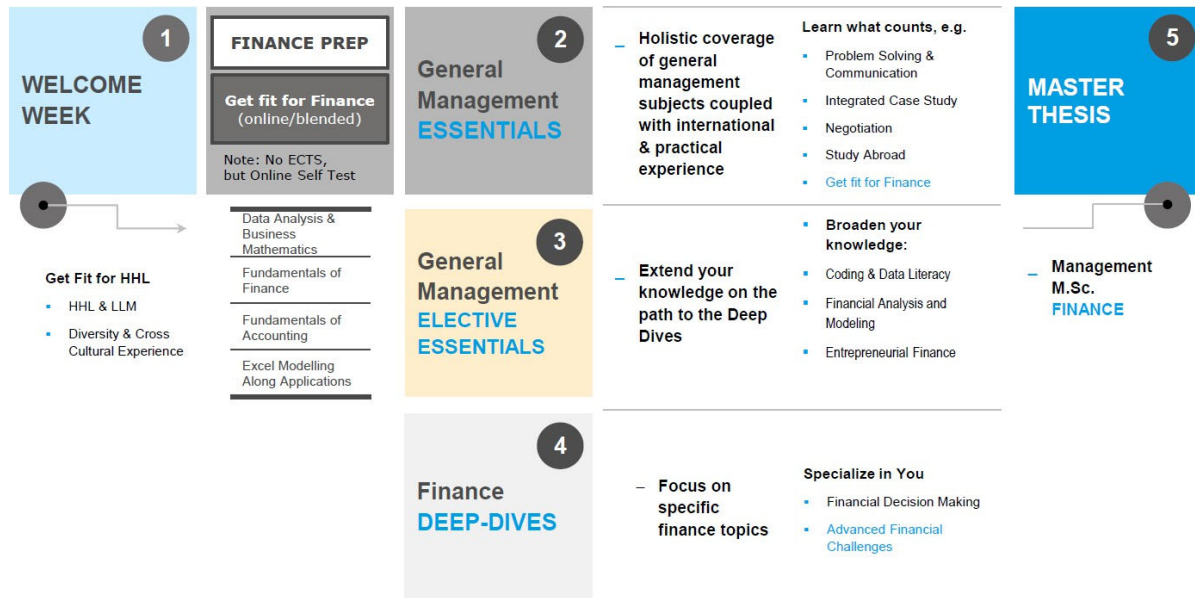 1
WELCOME
WEEK
Get Fit for HHL
HHL & LLM
Diversity & Cross
Cultural Experience
FINANCE PREP
Get fit for Finance
(online/blended)
Note: No ECTS,
but Online Self Test
Data Analysis &
Business
Mathematics
Fundamentals of
Finance
Fundamentals of
Accounting
Excel Modelling
Along Applications
2
General
Management
ESSENTIALS
– Holistic coverage
of general
management
subjects coupled
with international
& practical
experience
Learn what counts, e.g.
Problem Solving &
Communication
Integrated Case Study
Negotiation
Study Abroad
Get fit for Finance
3
General
Management
ELECTIVE
ESSENTIALS
– Extend your
knowledge on the
path to the Deep
Dives
Broaden your
knowledge:
Coding & Data Literacy
Financial Analysis and
Modeling
Entrepreneurial Finance
4
Finance
DEEP-DIVES
– Focus on
specific
finance topics
Specialize in You
Financial Decision Making
Advanced Financial
Challenges
5
MASTER
THESIS
– Management
M.Sc.
FINANCE